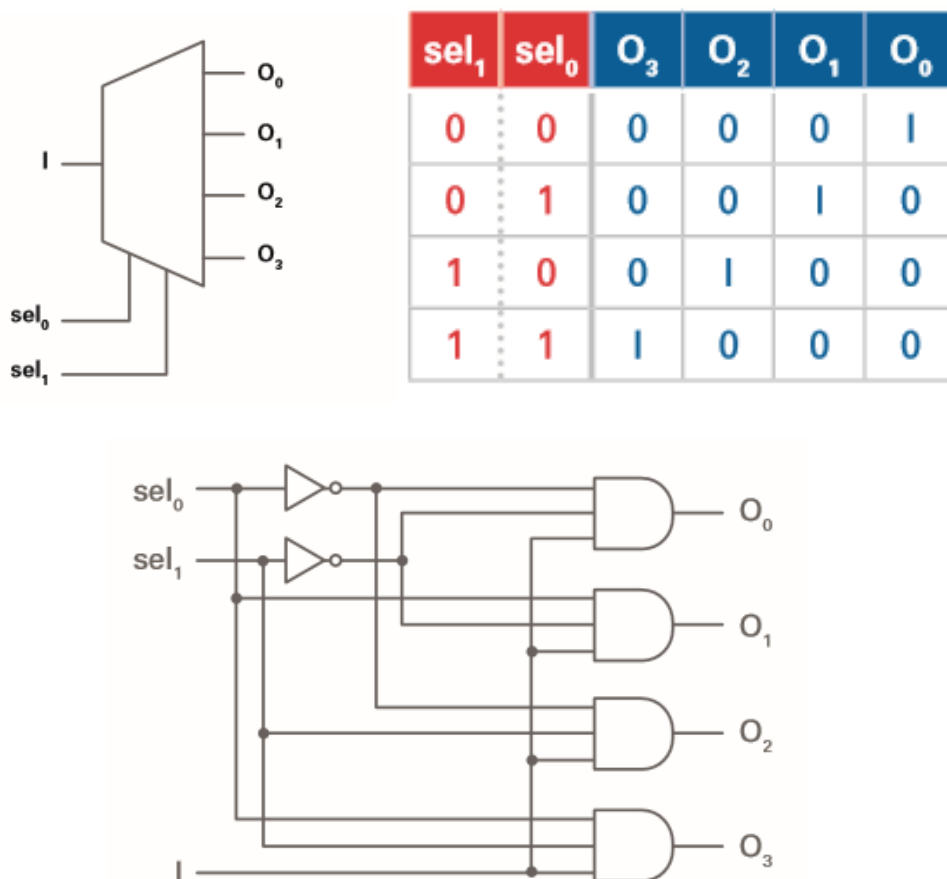 O₀
O₁
I
O₂
O₃
sel₀
sel₁
sel₁ sel₀ O₃ O₂ O₁ O₀
0 0 0 0 0 I
0 1 0 0 I 0
1 0 0 I 0 0
1 1 I 0 0 0
sel₀
O₀
sel₁
O₁
O₂
O₃
I